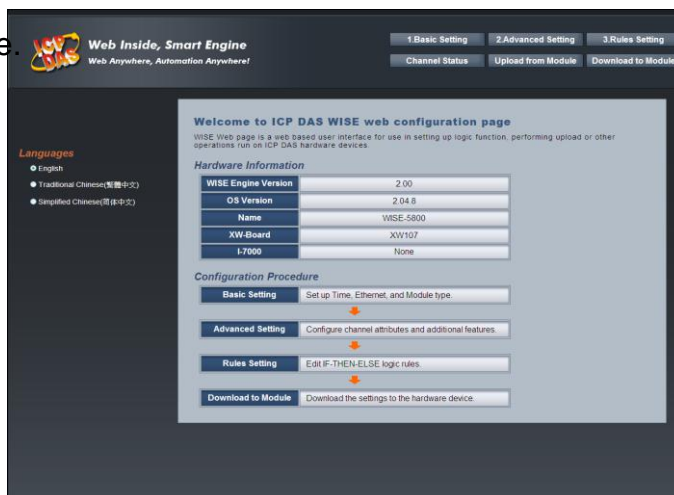 e.
ICP DAS
Web Inside, Smart Engine
Web Anywhere, Automation Anywhere!
1.Basic Setting
2.Advanced Setting
3.Rules Setting
Channel Status
Upload from Module
Download to Module
Languages
English
Traditional Chinese(繁體中文)
Simplified Chinese(简体中文)
Welcome to ICP DAS WISE web configuration page
WISE Web page is a web based user interface for use in setting up logic function, performing upload or other
operations run on ICP DAS hardware devices.
Hardware Information
WISE Engine Version 2.00
OS Version 2.04.8
Name WISE-5800
XW-Board XW107
I-7000 None
Configuration Procedure
Basic Setting Set up Time, Ethernet, and Module type.
Advanced Setting Configure channel attributes and additional features.
Rules Setting Edit IF-THEN-ELSE logic rules.
Download to Module Download the settings to the hardware device.